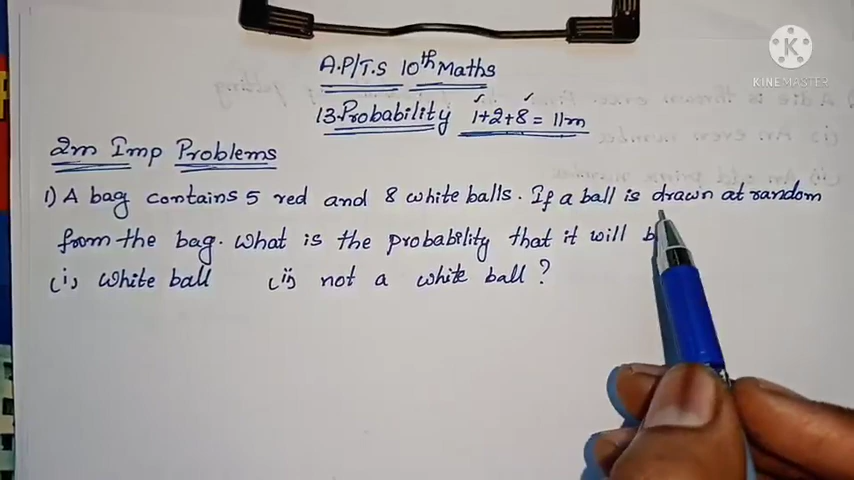 KINEMASTER
A.P/T.S 10th Maths
13. Probability 1+2+8 = 11m
2m Imp Problems
1) A bag contains 5 red and 8 white balls. If a ball is drawn at random
from the bag. what is the probability that it will
(i) white ball (ii) not a white ball?